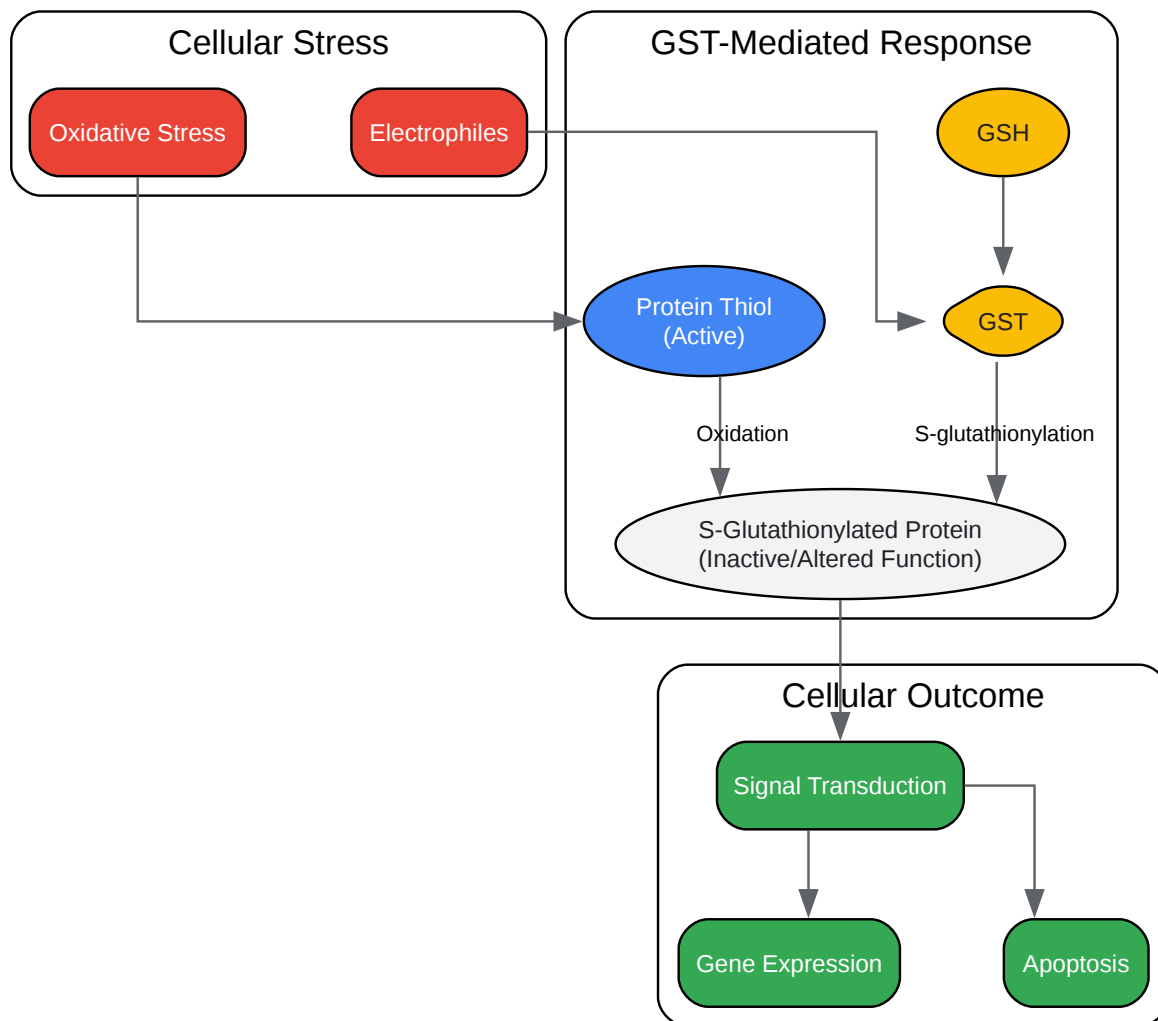 Cellular Stress
GST-Mediated Response
Oxidative Stress
Electrophiles
GSH
Protein Thiol
(Active)
GST
Oxidation
S-glutathionylation
S-Glutathionylated Protein
(Inactive/Altered Function)
Cellular Outcome
Signal Transduction
Gene Expression
Apoptosis